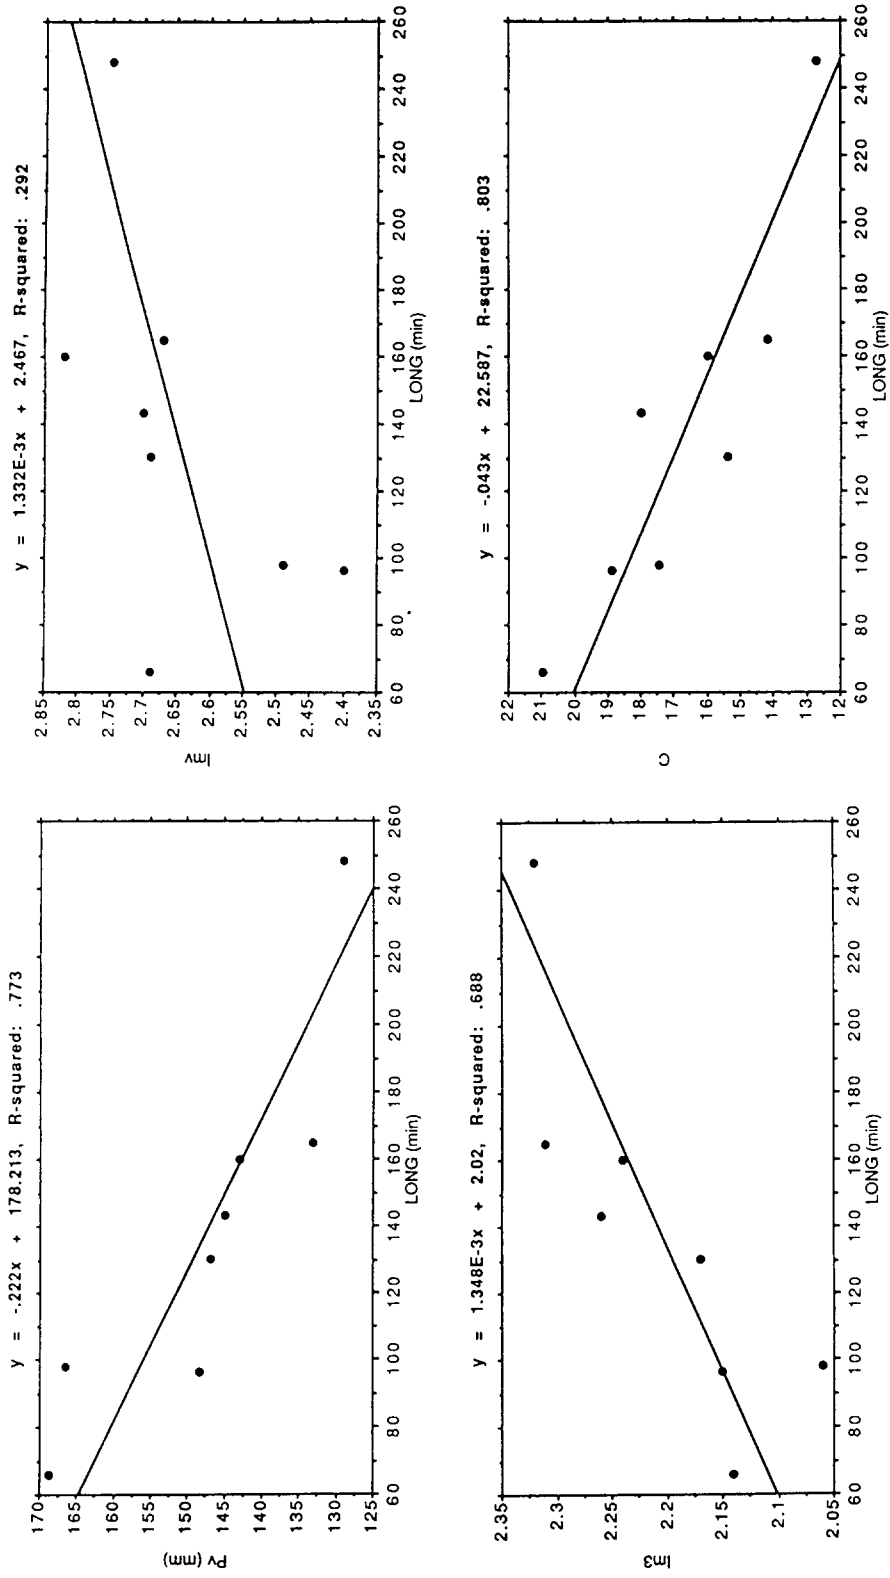 y = -.222x + 178.213, R-squared: .773
Pv (mm)
170
165
160
155
150
145
140
135
130
125
60 80 100 120 140 160 180 200 220 240 260
LONG (min)
y = 1.332E-3x + 2.467, R-squared: .292
Imv
2.85
2.8
2.75
2.7
2.65
2.6
2.55
2.5
2.45
2.4
2.35
60 80 100 120 140 160 180 200 220 240 260
LONG (min)
y = 1.348E-3x + 2.02, R-squared: .688
Im3
2.35
2.3
2.25
2.2
2.15
2.1
2.05
60 80 100 120 140 160 180 200 220 240 260
LONG (min)
y = -.043x + 22.587, R-squared: .803
C
22
21
20
19
18
17
16
15
14
13
12
60 80 100 120 140 160 180 200 220 240 260
LONG (min)